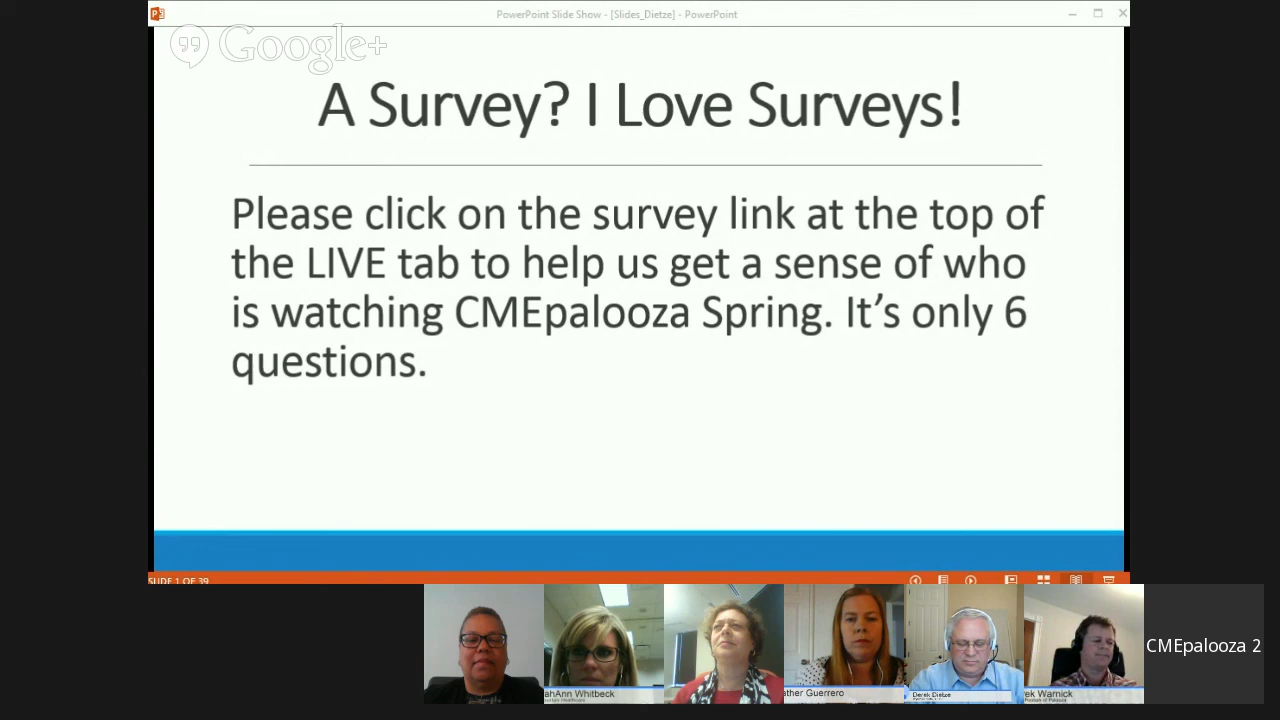 PowerPoint Slide Show - [Slides_Dietze] - PowerPoint
Google+
A Survey? I Love Surveys!
Please click on the survey link at the top of
the LIVE tab to help us get a sense of who
is watching CMEpalooza Spring. It's only 6
questions.
SLIDE 1 OF 39
ahAnn Whitbeck
ather Guerrero
Derek Dietze
ek Warnick
CMEpalooza 2